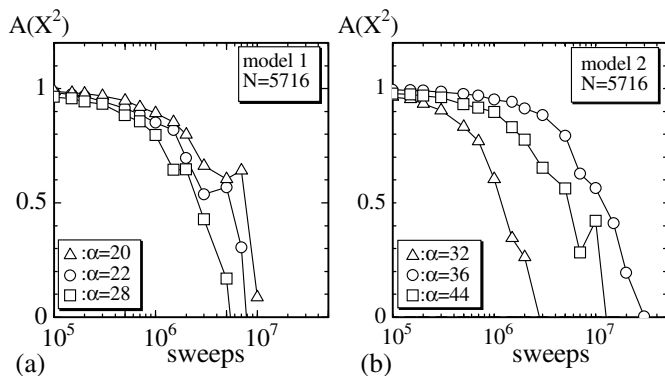 A(X²)
model 1
N=5716
1
0.5
0
△:α=20
○:α=22
□:α=28
10⁵
10⁶
10⁷
sweeps
(a)
A(X²)
model 2
N=5716
1
0.5
0
△:α=32
○:α=36
□:α=44
10⁵
10⁶
10⁷
sweeps
(b)